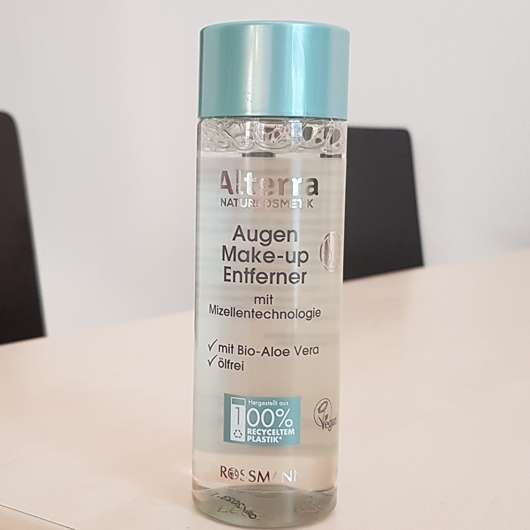 Alterra
NATURKOSMETIK
Augen
Make-up
Entferner
mit
Mizellentechnologie
✓ mit Bio-Aloe Vera
✓ ölfrei
Hergestellt aus
100%
RECYCELTEM
PLASTIK*
Vegan
ROSSMANN